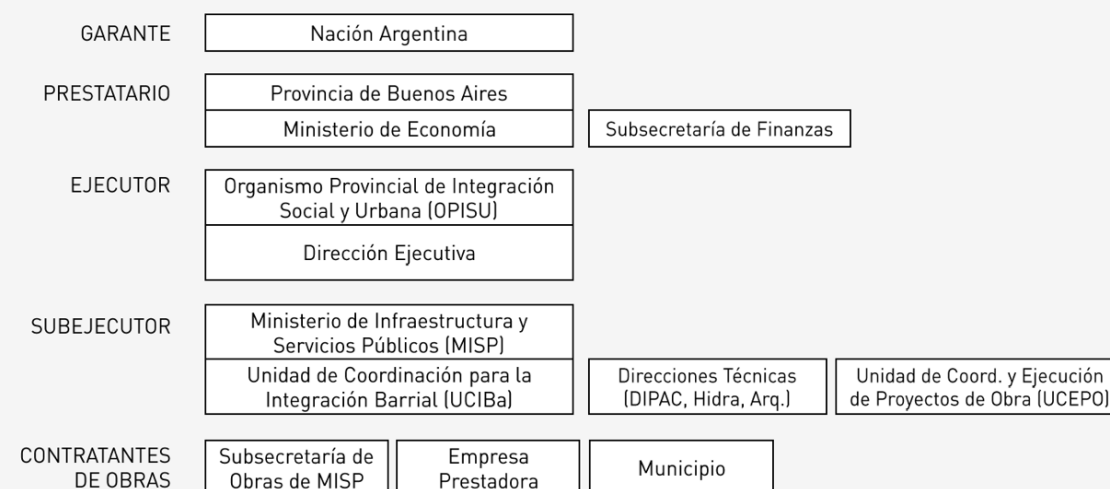 GARANTE
Nación Argentina
PRESTATARIO
Provincia de Buenos Aires
Ministerio de Economía
Subsecretaría de Finanzas
EJECUTOR
Organismo Provincial de Integración
Social y Urbana (OPISU)
Dirección Ejecutiva
SUBEJECUTOR
Ministerio de Infraestructura y
Servicios Públicos (MISP)
Unidad de Coordinación para la
Integración Barrial (UCIBa)
Direcciones Técnicas
(DIPAC, Hidra, Arq.)
Unidad de Coord. y Ejecución
de Proyectos de Obra (UCEPO)
CONTRATANTES
DE OBRAS
Subsecretaría de
Obras de MISP
Empresa
Prestadora
Municipio